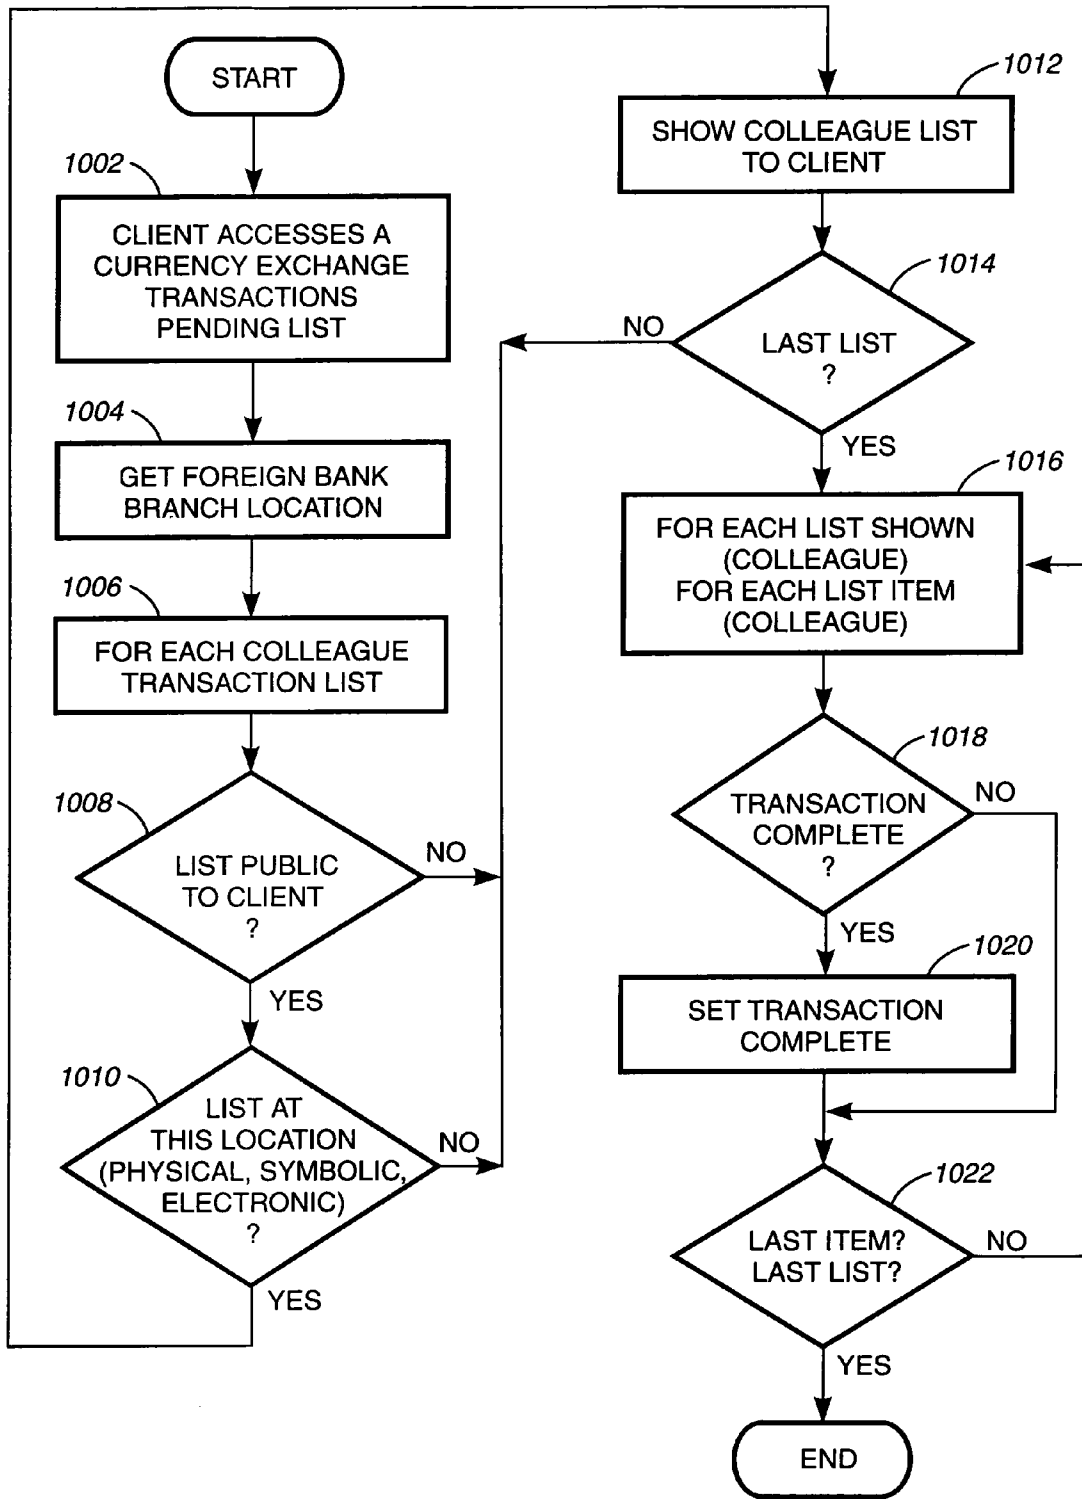 START
1002
CLIENT ACCESSES A
CURRENCY EXCHANGE
TRANSACTIONS
PENDING LIST
1004
GET FOREIGN BANK
BRANCH LOCATION
1006
FOR EACH COLLEAGUE
TRANSACTION LIST
1008
LIST PUBLIC
TO CLIENT
?
NO
YES
1010
LIST AT
THIS LOCATION
(PHYSICAL, SYMBOLIC,
ELECTRONIC)
?
NO
YES
1012
SHOW COLLEAGUE LIST
TO CLIENT
1014
LAST LIST
?
NO
YES
1016
FOR EACH LIST SHOWN
(COLLEAGUE)
FOR EACH LIST ITEM
(COLLEAGUE)
1018
TRANSACTION
COMPLETE
?
NO
YES
1020
SET TRANSACTION
COMPLETE
1022
LAST ITEM?
LAST LIST?
NO
YES
END